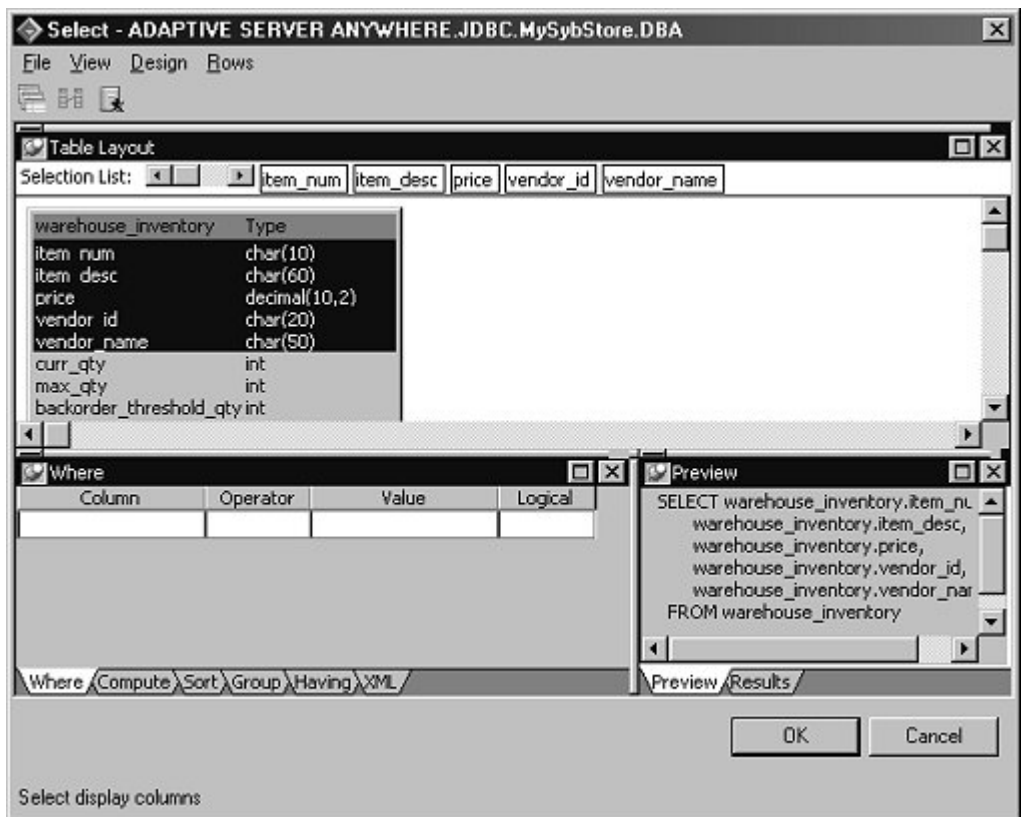 Select - ADAPTIVE SERVER ANYWHERE.JDBC.MySybStore.DBA
File View Design Rows
Table Layout
Selection List: item_num item_desc price vendor_id vendor_name
warehouse_inventory Type
item_num char(10)
item_desc char(60)
price decimal(10,2)
vendor_id char(20)
vendor_name char(50)
curr_qty int
max_qty int
backorder_threshold_qty int
Where
Column Operator Value Logical
Where Compute Sort Group Having XML
Preview
SELECT warehouse_inventory.item_nu
warehouse_inventory.item_desc,
warehouse_inventory.price,
warehouse_inventory.vendor_id,
warehouse_inventory.vendor_nar
FROM warehouse_inventory
Preview Results
OK Cancel
Select display columns